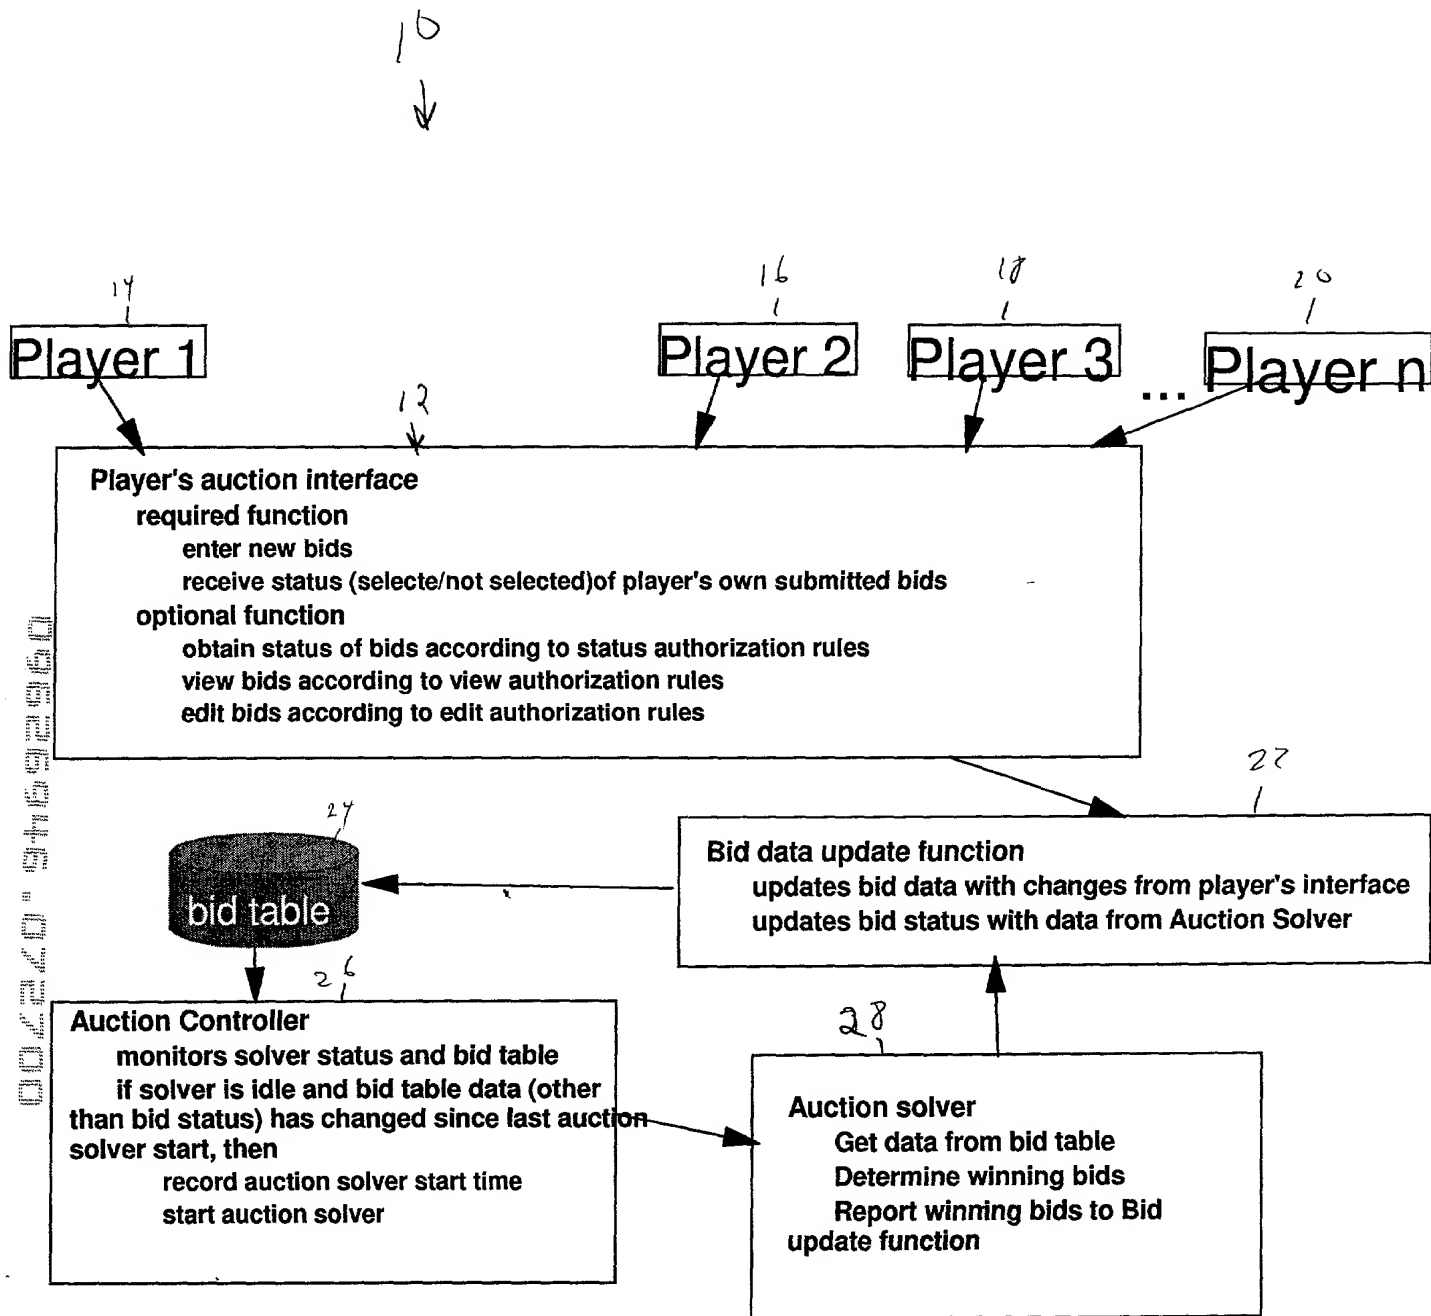 10
14
16
18
20
Player 1
Player 2
Player 3
... Player n
12
Player's auction interface
required function
enter new bids
receive status (selecte/not selected)of player's own submitted bids
optional function
obtain status of bids according to status authorization rules
view bids according to view authorization rules
edit bids according to edit authorization rules
22
Bid data update function
updates bid data with changes from player's interface
updates bid status with data from Auction Solver
24
bid table
26
Auction Controller
monitors solver status and bid table
if solver is idle and bid table data (other
than bid status) has changed since last auction
solver start, then
record auction solver start time
start auction solver
28
Auction solver
Get data from bid table
Determine winning bids
Report winning bids to Bid
update function
09626946.072700